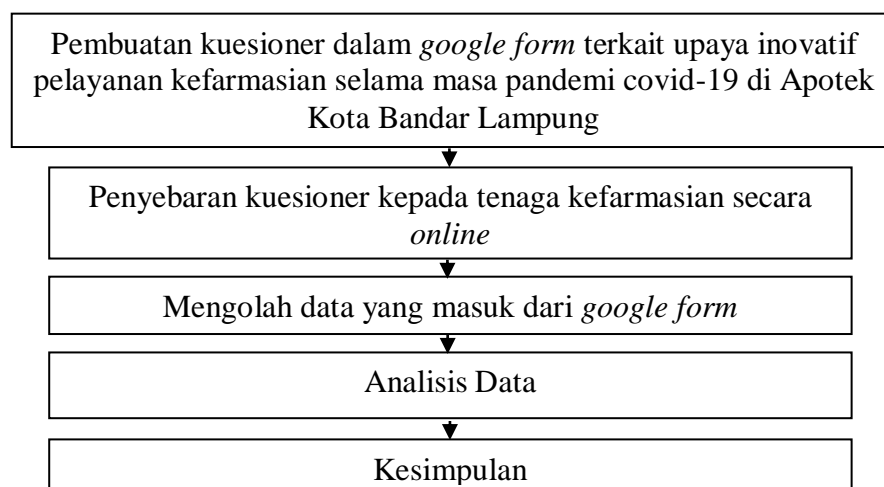 Pembuatan kuesioner dalam google form terkait upaya inovatif
pelayanan kefarmasian selama masa pandemi covid-19 di Apotek
Kota Bandar Lampung
Penyebaran kuesioner kepada tenaga kefarmasian secara
online
Mengolah data yang masuk dari google form
Analisis Data
Kesimpulan